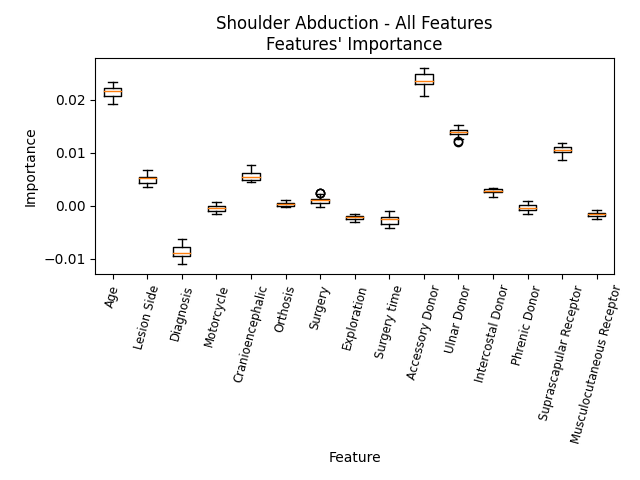 Shoulder Abduction - All Features
Features' Importance
Importance
0.02
0.01
0.00
−0.01
Age
Lesion Side
Diagnosis
Motorcycle
Cranioencephalic
Orthosis
Surgery
Exploration
Surgery time
Accessory Donor
Ulnar Donor
Intercostal Donor
Phrenic Donor
Suprascapular Receptor
Musculocutaneous Receptor
Feature